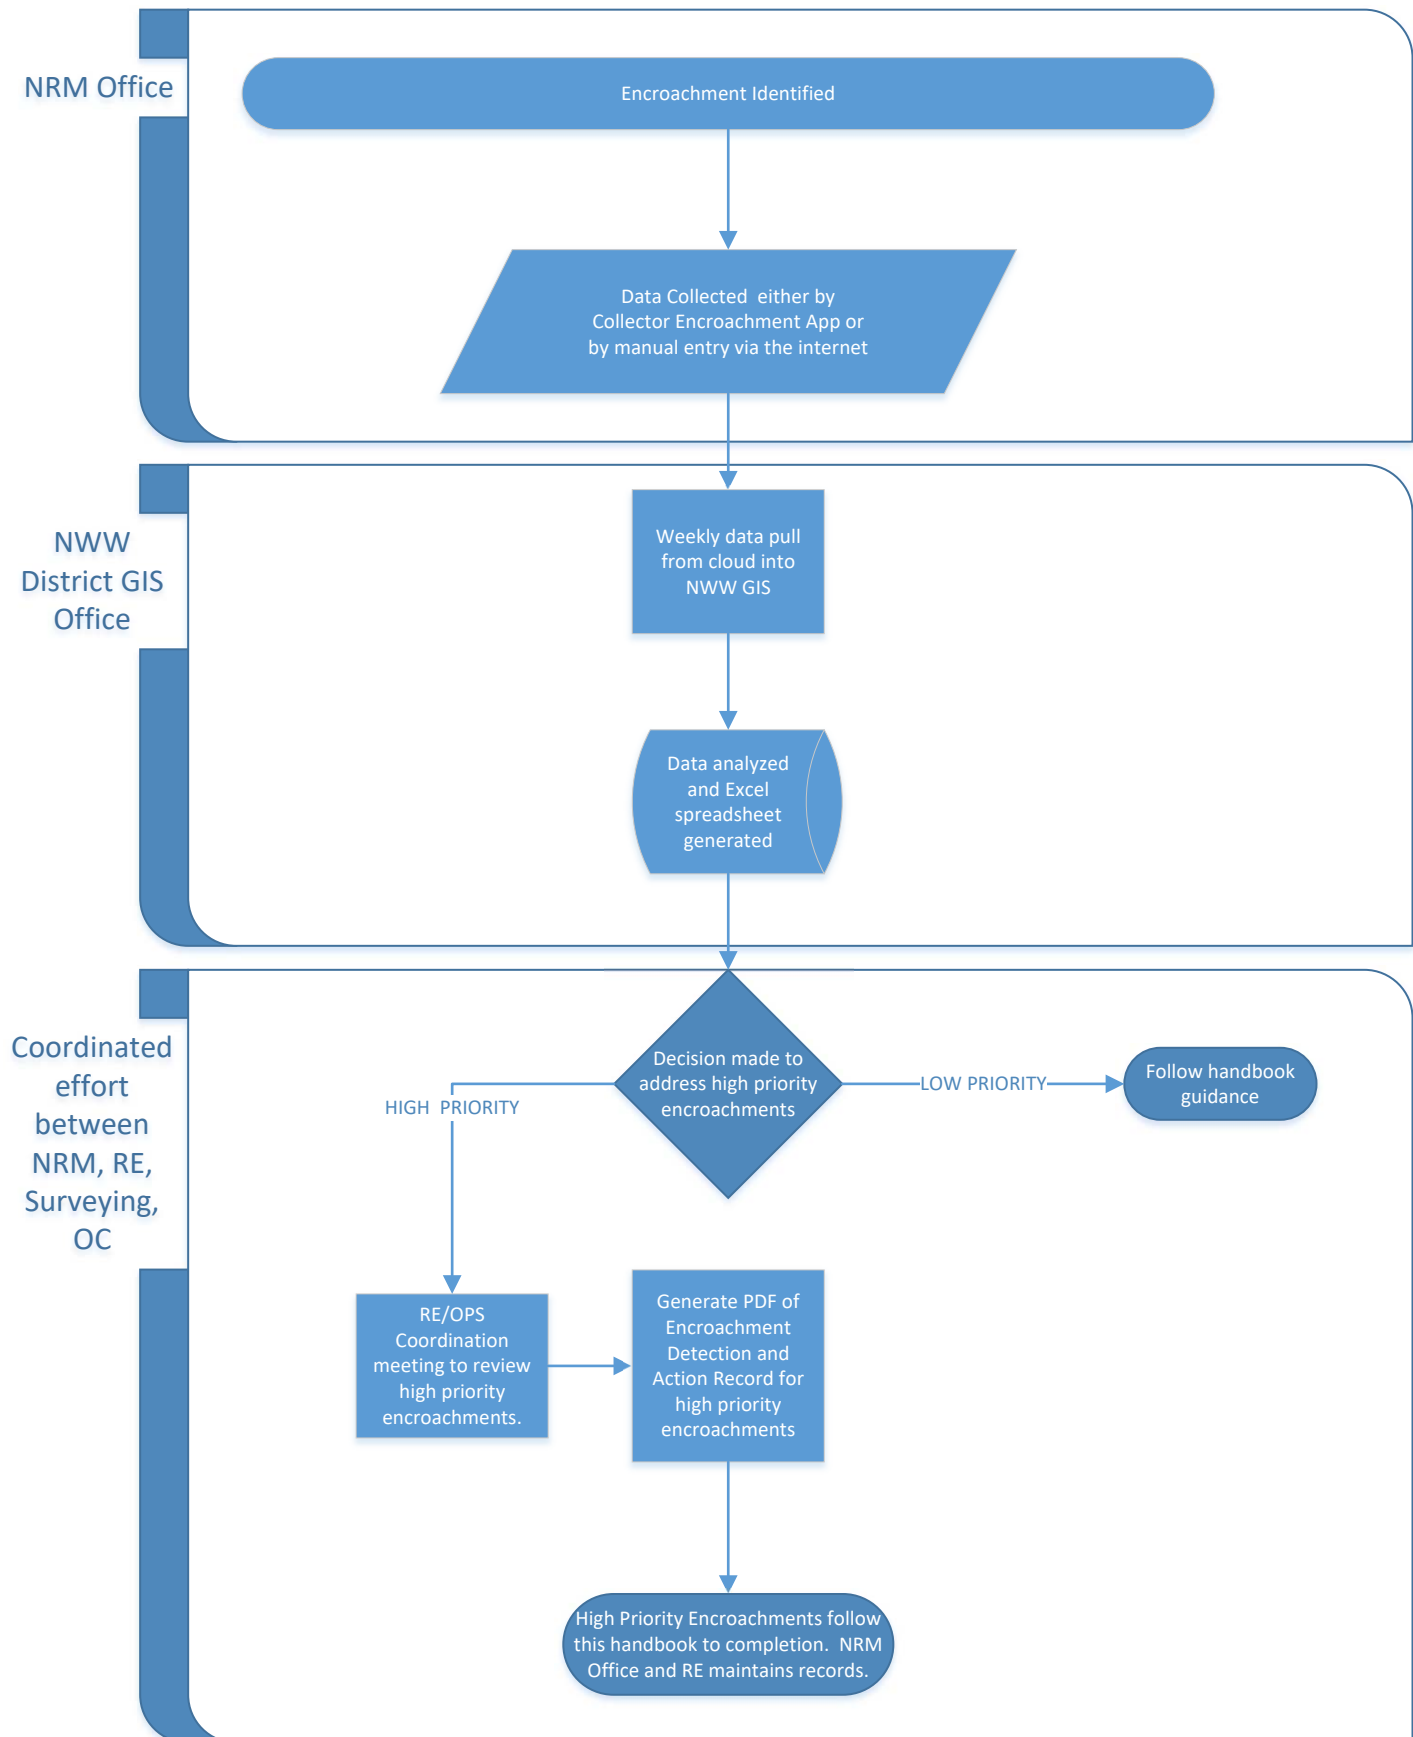 NRM Office
Encroachment Identified
Data Collected  either by
Collector Encroachment App or
by manual entry via the internet
NWW
District GIS
Office
Weekly data pull
from cloud into
NWW GIS
Data analyzed
and Excel
spreadsheet
generated
Coordinated
effort
between
NRM, RE,
Surveying,
OC
Decision made to
address high priority
encroachments
LOW PRIORITY
Follow handbook
guidance
HIGH  PRIORITY
RE/OPS
Coordination
meeting to review
high priority
encroachments.
Generate PDF of
Encroachment
Detection and
Action Record for
high priority
encroachments
High Priority Encroachments follow
this handbook to completion.  NRM
Office and RE maintains records.